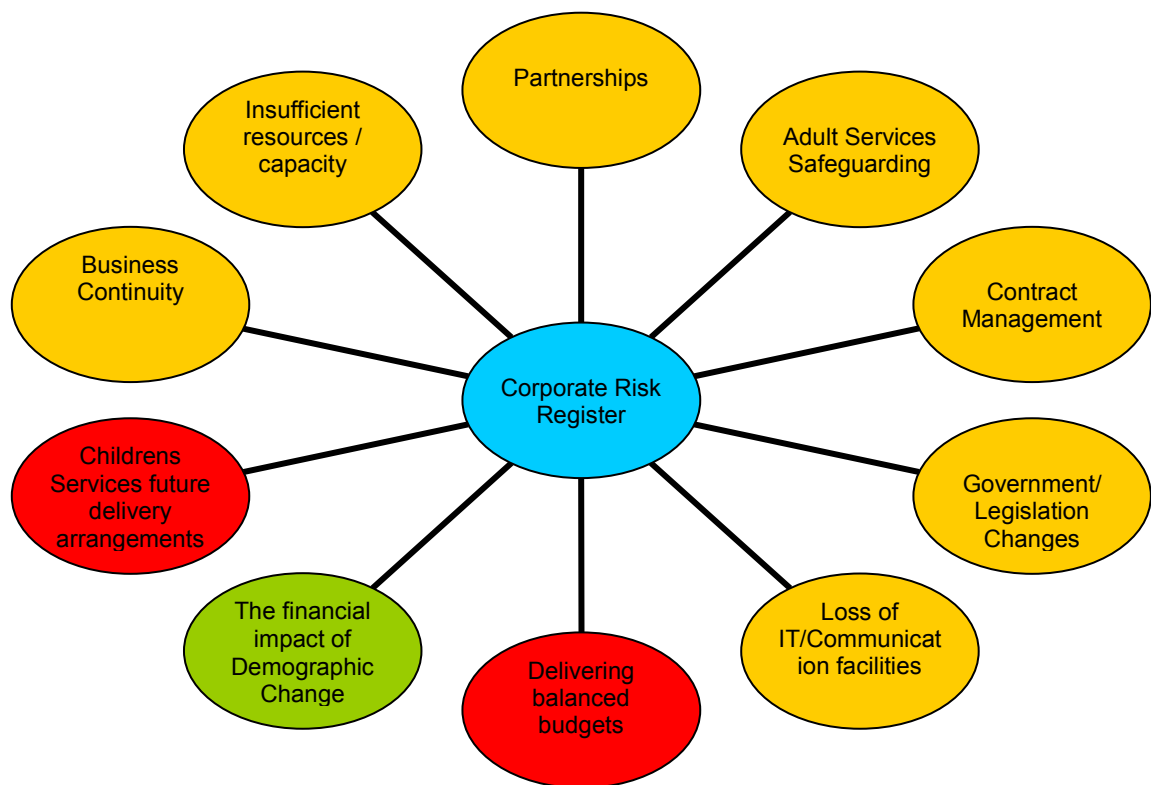 Partnerships
Insufficient
resources /
capacity
Adult Services
Safeguarding
Business
Continuity
Contract
Management
Corporate Risk
Register
Childrens
Services future
delivery
arrangements
Government/
Legislation
Changes
The financial
impact of
Demographic
Change
Loss of
IT/Communicat
ion facilities
Delivering
balanced
budgets